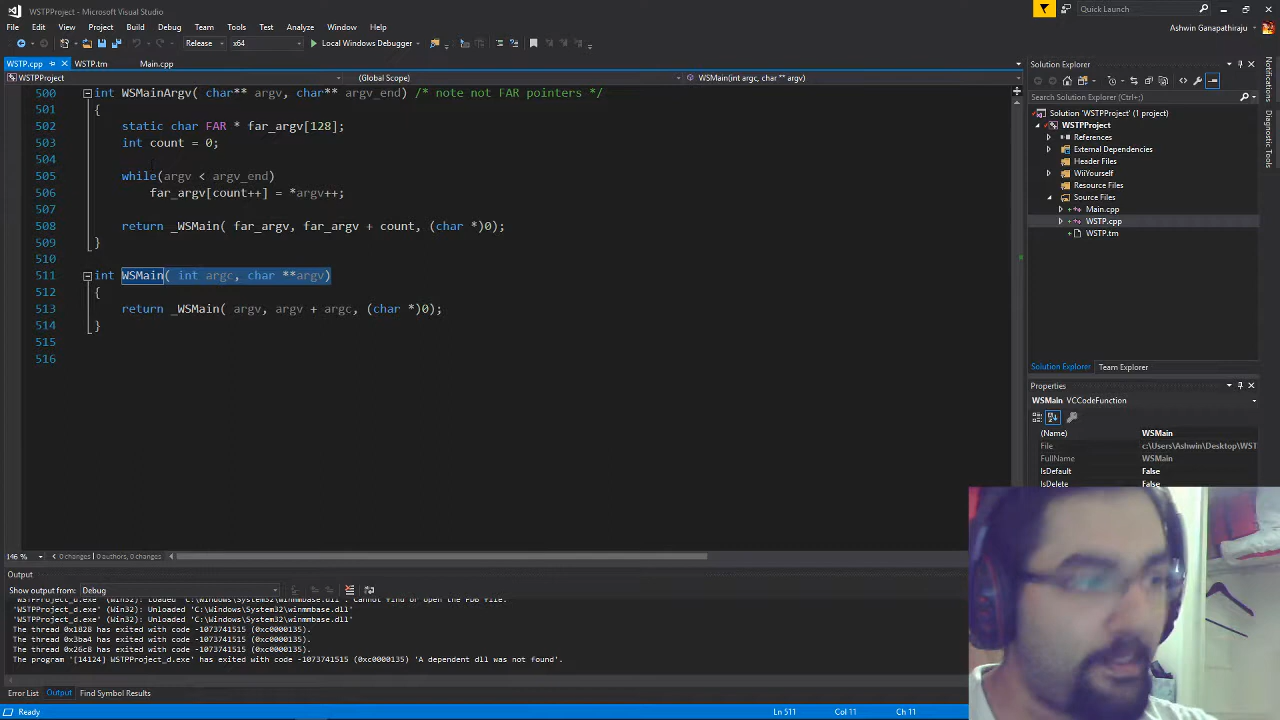 WSTPProject - Microsoft Visual Studio
Quick Launch
File Edit View Project Build Debug Team Tools Test Analyze Window Help
Ashwin Ganapathiraju
Release x64 Local Windows Debugger
WSTP.cpp WSTP.tm Main.cpp
WSTPProject (Global Scope) WSMain(int argc, char ** argv)
500 int WSMainArgv( char** argv, char** argv_end) /* note not FAR pointers */
501 {
502 static char FAR * far_argv[128];
503 int count = 0;
504
505 while(argv < argv_end)
506 far_argv[count++] = *argv++;
507
508 return _WSMain( far_argv, far_argv + count, (char *)0);
509 }
510
511 int WSMain( int argc, char **argv)
512 {
513 return _WSMain( argv, argv + argc, (char *)0);
514 }
515
516
146 % 0 changes | 0 authors, 0 changes
Output
Show output from: Debug
'WSTPProject_d.exe' (Win32): Loaded 'C:\Windows\System32\winmmbase.dll'. Cannot find or open the PDB file.
'WSTPProject_d.exe' (Win32): Unloaded 'C:\Windows\System32\winmmbase.dll'
'WSTPProject_d.exe' (Win32): Unloaded 'C:\Windows\System32\winmmbase.dll'
The thread 0x1828 has exited with code -1073741515 (0xc0000135).
The thread 0x3ba4 has exited with code -1073741515 (0xc0000135).
The thread 0x26c8 has exited with code -1073741515 (0xc0000135).
The program '[14124] WSTPProject_d.exe' has exited with code -1073741515 (0xc0000135) 'A dependent dll was not found'.
Error List Output Find Symbol Results
Ready Ln 511 Col 11 Ch 11
Solution Explorer
Search Solution Explorer (Ctrl+;)
Solution 'WSTPProject' (1 project)
WSTPProject
References
External Dependencies
Header Files
WiiYourself
Resource Files
Source Files
Main.cpp
WSTP.cpp
WSTP.tm
Solution Explorer Team Explorer
Properties
WSMain VCCodeFunction
(Name) WSMain
File c:\Users\Ashwin\Desktop\WST
FullName WSMain
IsDefault False
IsDelete False
Notifications
Diagnostic Tools